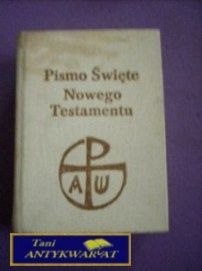 Pismo Święte
Nowego
Testamentu
A W
Tani
ANTYKWARIAT